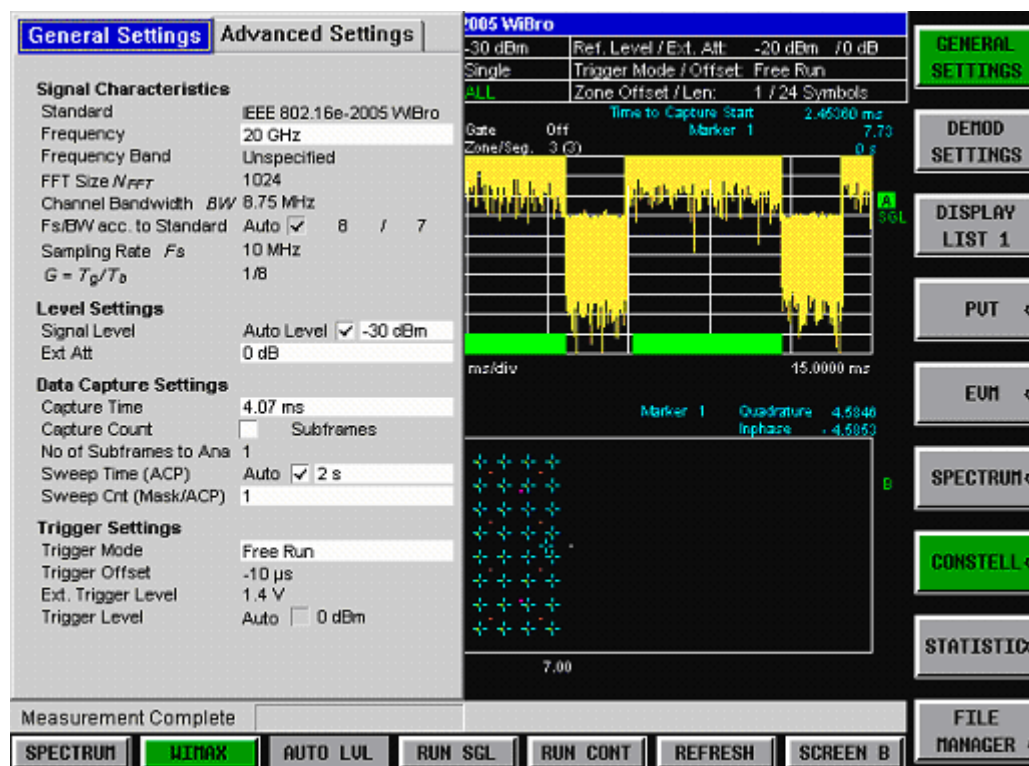 General Settings Advanced Settings
Signal Characteristics
Standard IEEE 802.16e-2005 WiBro
Frequency 20 GHz
Frequency Band Unspecified
FFT Size NFFT 1024
Channel Bandwidth BW 8.75 MHz
Fs/BW acc. to Standard Auto 8 / 7
Sampling Rate Fs 10 MHz
G = Tg/Tb 1/8
Level Settings
Signal Level Auto Level -30 dBm
Ext Att 0 dB
Data Capture Settings
Capture Time 4.07 ms
Capture Count Subframes
No of Subframes to Ana 1
Sweep Time (ACP) Auto 2 s
Sweep Cnt (Mask/ACP) 1
Trigger Settings
Trigger Mode Free Run
Trigger Offset -10 µs
Ext. Trigger Level 1.4 V
Trigger Level Auto 0 dBm
2005 WiBro
-30 dBm Ref. Level / Ext. Att: -20 dBm / 0 dB
Single Trigger Mode / Offset: Free Run
ALL Zone Offset / Len: 1 / 24 Symbols
Time to Capture Start 2.45360 ms
Gate Off Marker 1 7.73
Zone/Seg. 3 (3) 0 s
A
SGL
ms/div 15.0000 ms
Marker 1 Quadrature 4.5846
Inphase - 4.5853
B
7.00
Measurement Complete
GENERAL
SETTINGS
DEMOD
SETTINGS
DISPLAY
LIST 1
PVT
EVM
SPECTRUM
CONSTELL
STATISTIC
FILE
MANAGER
SPECTRUM WIMAX AUTO LVL RUN SGL RUN CONT REFRESH SCREEN B